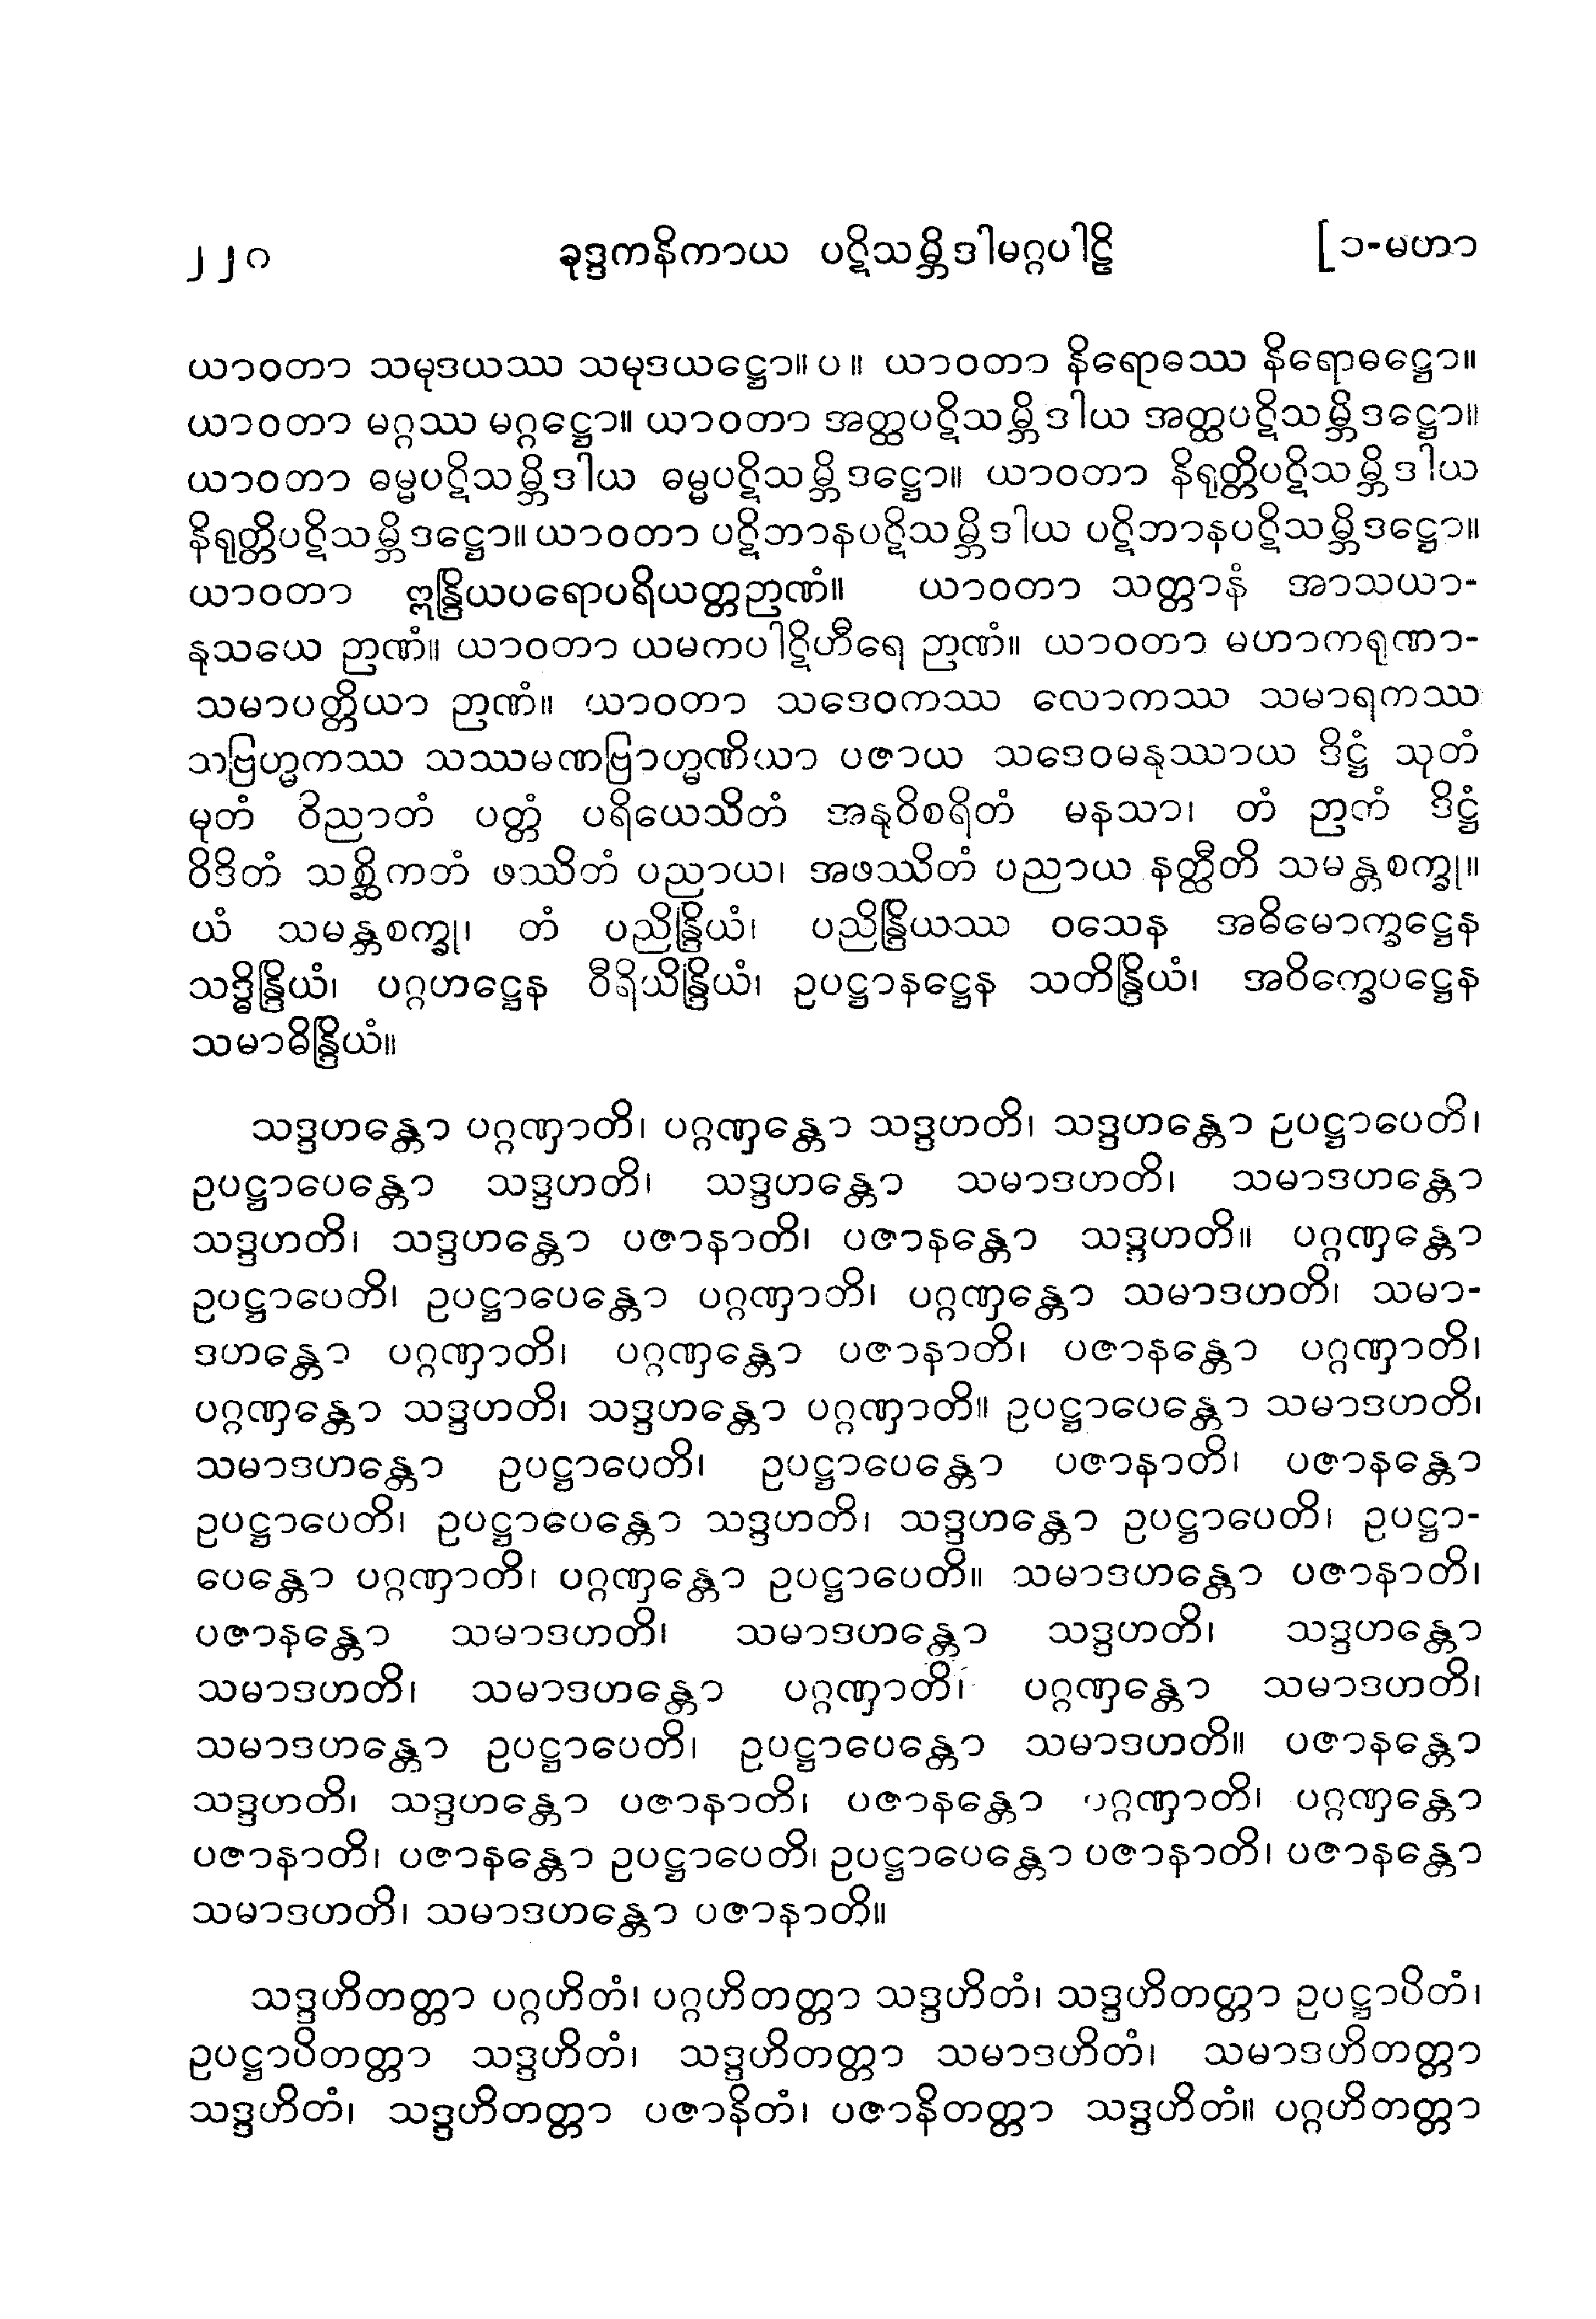 ၂၂၀ ခုဒ္ဒကနိကာယ ပဋိသမ္ဘိဒါမဂ္ဂပါဠိ [၁-မဟာ
ယာဝတာ သမုဒယဿ သမုဒယဋ္ဌော။ ပ ။ ယာဝတာ နိရောဓဿ နိရောဓဋ္ဌော။
ယာဝတာ မဂ္ဂဿ မဂ္ဂဋ္ဌော။ ယာဝတာ အတ္ထပဋိသမ္ဘိဒါယ အတ္ထပဋိသမ္ဘိဒဋ္ဌော။
ယာဝတာ ဓမ္မပဋိသမ္ဘိဒါယ ဓမ္မပဋိသမ္ဘိဒဋ္ဌော။ ယာဝတာ နိရုတ္တိပဋိသမ္ဘိဒါယ
နိရုတ္တိပဋိသမ္ဘိဒဋ္ဌော။ ယာဝတာ ပဋိဘာနပဋိသမ္ဘိဒါယ ပဋိဘာနပဋိသမ္ဘိဒဋ္ဌော။
ယာဝတာ ဣန္ဒြိယပရောပရိယတ္တဉာဏံ။ ယာဝတာ သတ္တာနံ အာသယာ-
နုသယေ ဉာဏံ။ ယာဝတာ ယမကပါဋိဟီရေ ဉာဏံ။ ယာဝတာ မဟာကရုဏာ-
သမာပတ္တိယာ ဉာဏံ။ ယာဝတာ သဒေဝကဿ လောကဿ သမာရကဿ
သဗြဟ္မကဿ သဿမဏဗြာဟ္မဏိယာ ပဇာယ သဒေဝမနုဿာယ ဒိဋ္ဌံ သုတံ
မုတံ ဝိညာတံ ပတ္တံ ပရိယေသိတံ အနုဝိစရိတံ မနသာ၊ တံ ဉာတံ ဒိဋ္ဌံ
ဝိဒိတံ သစ္ဆိကတံ ဖဿိတံ ပညာယ၊ အဖဿိတံ ပညာယ နတ္ထီတိ သမန္တစက္ခု။
ယံ သမန္တစက္ခု၊ တံ ပညိန္ဒြိယံ၊ ပညိန္ဒြိယဿ ဝသေန အဓိမောက္ခဋ္ဌေန
သဒ္ဓိန္ဒြိယံ၊ ပဂ္ဂဟဋ္ဌေန ဝီရိယိန္ဒြိယံ၊ ဥပဋ္ဌာနဋ္ဌေန သတိန္ဒြိယံ၊ အဝိက္ခေပဋ္ဌေန
သမာဓိန္ဒြိယံ။
သဒ္ဒဟန္တော ပဂ္ဂဏှာတိ၊ ပဂ္ဂဏှန္တော သဒ္ဒဟတိ၊ သဒ္ဒဟန္တော ဥပဋ္ဌာပေတိ၊
ဥပဋ္ဌာပေန္တော သဒ္ဒဟတိ၊ သဒ္ဒဟန္တော သမာဒဟတိ၊ သမာဒဟန္တော
သဒ္ဒဟတိ၊ သဒ္ဒဟန္တော ပဇာနာတိ၊ ပဇာနန္တော သဒ္ဒဟတိ။ ပဂ္ဂဏှန္တော
ဥပဋ္ဌာပေတိ၊ ဥပဋ္ဌာပေန္တော ပဂ္ဂဏှာတိ၊ ပဂ္ဂဏှန္တော သမာဒဟတိ၊ သမာ-
ဒဟန္တော ပဂ္ဂဏှာတိ၊ ပဂ္ဂဏှန္တော ပဇာနာတိ၊ ပဇာနန္တော ပဂ္ဂဏှာတိ၊
ပဂ္ဂဏှန္တော သဒ္ဒဟတိ၊ သဒ္ဒဟန္တော ပဂ္ဂဏှာတိ။ ဥပဋ္ဌာပေန္တော သမာဒဟတိ၊
သမာဒဟန္တော ဥပဋ္ဌာပေတိ၊ ဥပဋ္ဌာပေန္တော ပဇာနာတိ၊ ပဇာနန္တော
ဥပဋ္ဌာပေတိ၊ ဥပဋ္ဌာပေန္တော သဒ္ဒဟတိ၊ သဒ္ဒဟန္တော ဥပဋ္ဌာပေတိ၊ ဥပဋ္ဌာ-
ပေန္တော ပဂ္ဂဏှာတိ၊ ပဂ္ဂဏှန္တော ဥပဋ္ဌာပေတိ။ သမာဒဟန္တော ပဇာနာတိ၊
ပဇာနန္တော သမာဒဟတိ၊ သမာဒဟန္တော သဒ္ဒဟတိ၊ သဒ္ဒဟန္တော
သမာဒဟတိ၊ သမာဒဟန္တော ပဂ္ဂဏှာတိ၊ ပဂ္ဂဏှန္တော သမာဒဟတိ၊
သမာဒဟန္တော ဥပဋ္ဌာပေတိ၊ ဥပဋ္ဌာပေန္တော သမာဒဟတိ။ ပဇာနန္တော
သဒ္ဒဟတိ၊ သဒ္ဒဟန္တော ပဇာနာတိ၊ ပဇာနန္တော ပဂ္ဂဏှာတိ၊ ပဂ္ဂဏှန္တော
ပဇာနာတိ၊ ပဇာနန္တော ဥပဋ္ဌာပေတိ၊ ဥပဋ္ဌာပေန္တော ပဇာနာတိ၊ ပဇာနန္တော
သမာဒဟတိ၊ သမာဒဟန္တော ပဇာနာတိ။
သဒ္ဒဟိတတ္တာ ပဂ္ဂဟိတံ၊ ပဂ္ဂဟိတတ္တာ သဒ္ဒဟိတံ၊ သဒ္ဒဟိတတ္တာ ဥပဋ္ဌာပိတံ၊
ဥပဋ္ဌာပိတတ္တာ သဒ္ဒဟိတံ၊ သဒ္ဒဟိတတ္တာ သမာဒဟိတံ၊ သမာဒဟိတတ္တာ
သဒ္ဒဟိတံ၊ သဒ္ဒဟိတတ္တာ ပဇာနိတံ၊ ပဇာနိတတ္တာ သဒ္ဒဟိတံ။ ပဂ္ဂဟိတတ္တာ